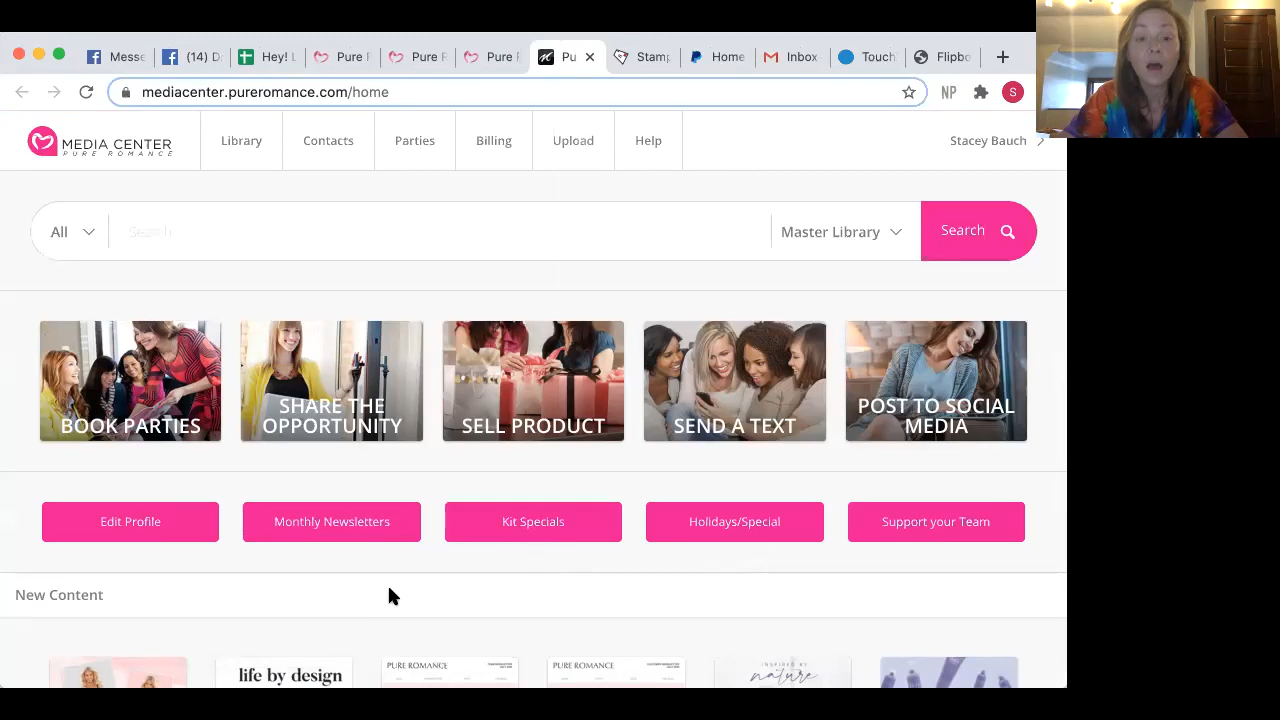 Messe
(14) D
Hey! L
Pure F
Pure R
Pure
Pu
Stamp
Home
Inbox
Touch
Flipbo
mediacenter.pureromance.com/home
NP
S
MEDIA CENTER
PURE ROMANCE
Library
Contacts
Parties
Billing
Upload
Help
Stacey Bauch
All
Search
Master Library
Search
BOOK PARTIES
SHARE THE
OPPORTUNITY
SELL PRODUCT
SEND A TEXT
POST TO SOCIAL
MEDIA
Edit Profile
Monthly Newsletters
Kit Specials
Holidays/Special
Support your Team
New Content
life by design
PURE ROMANCE
PURE ROMANCE
INSPIRED BY
nature